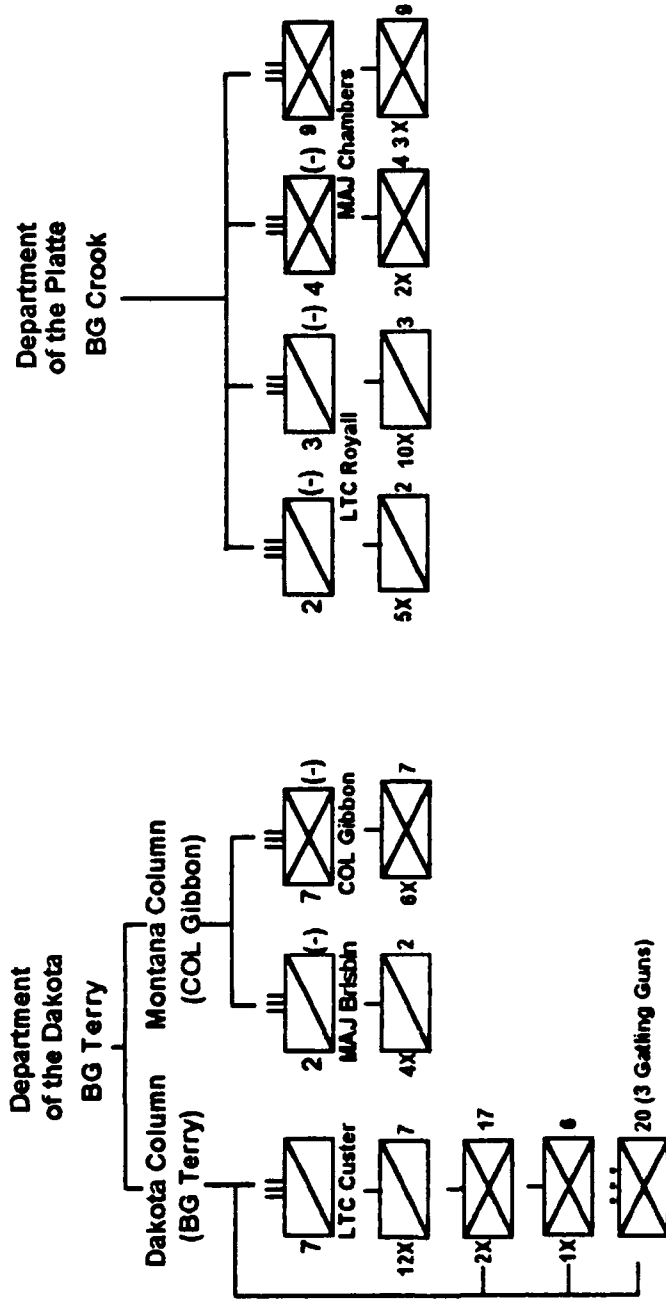 Department
of the Dakota
BG Terry
Dakota Column
(BG Terry)
Montana Column
(COL Gibbon)
7
LTC Custer
12X 7
2X 17
1X 6
20 (3 Gatling Guns)
2 (-)
MAJ Brisbin
4X 2
7 (-)
COL Gibbon
6X 7
Department
of the Platte
BG Crook
2 (-) 3 (-)
LTC Royall
5X 2 10X 3
4 (-) 9
MAJ Chambers
2X 4 3X 9